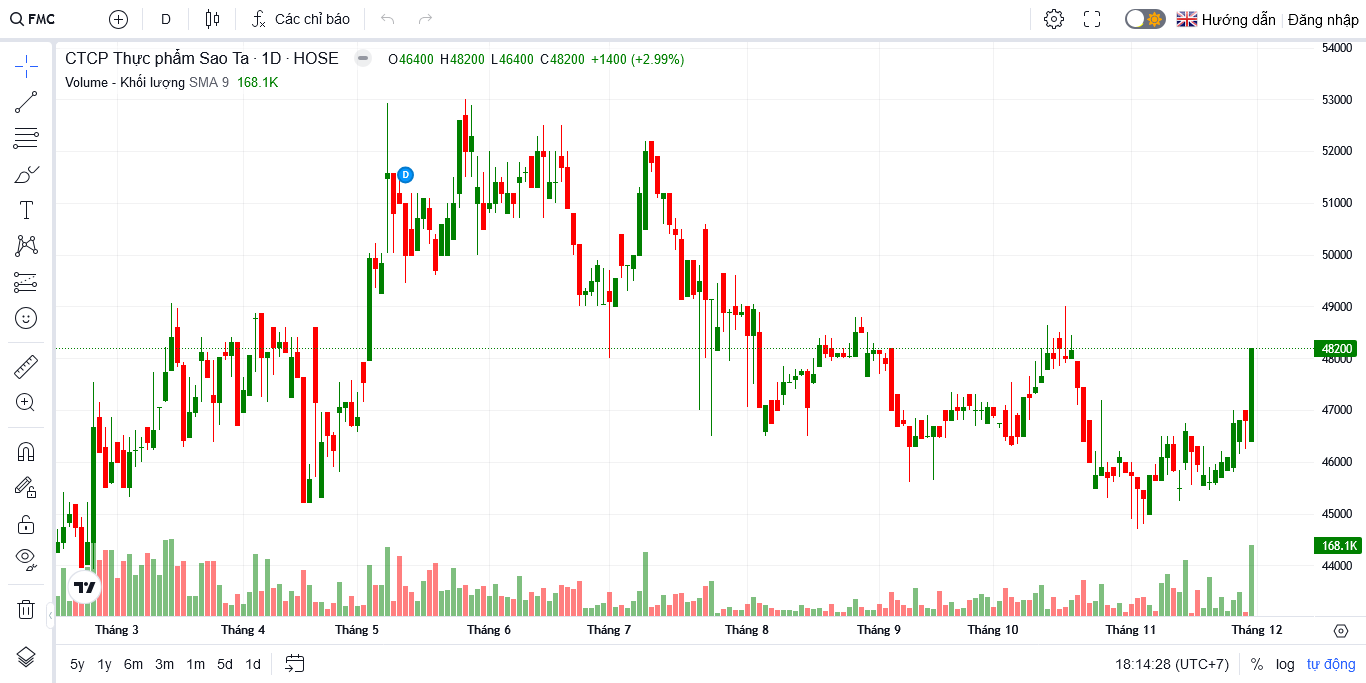 FMC D Các chỉ báo Hướng dẫn Đăng nhập
CTCP Thực phẩm Sao Ta · 1D · HOSE O46400 H48200 L46400 C48200 +1400 (+2.99%)
Volume - Khối lượng SMA 9 168.1K
D
54000
53000
52000
51000
50000
49000
48200
48000
47000
46000
45000
168.1K
44000
Tháng 3 Tháng 4 Tháng 5 Tháng 6 Tháng 7 Tháng 8 Tháng 9 Tháng 10 Tháng 11 Tháng 12
5y 1y 6m 3m 1m 5d 1d 18:14:28 (UTC+7) % log tự động